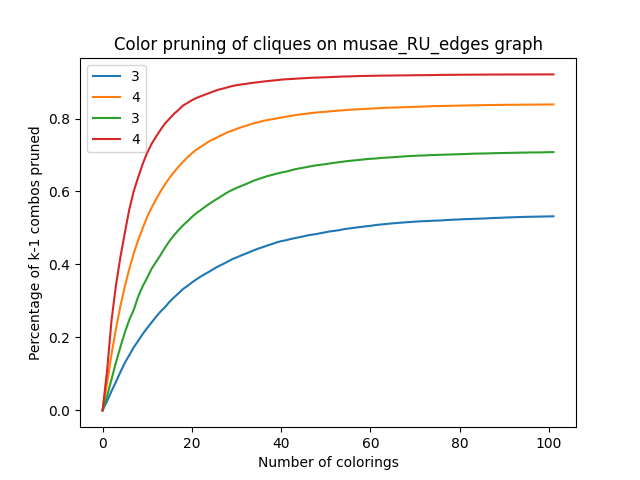 Color pruning of cliques on musae_RU_edges graph
3
4
3
4
Percentage of k-1 combos pruned
0.8
0.6
0.4
0.2
0.0
0 20 40 60 80 100
Number of colorings